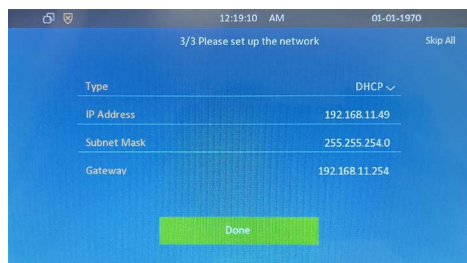 12:19:10 AM 01-01-1970
3/3 Please set up the network Skip All
Type DHCP
IP Address 192.168.11.49
Subnet Mask 255.255.254.0
Gateway 192.168.11.254
Done